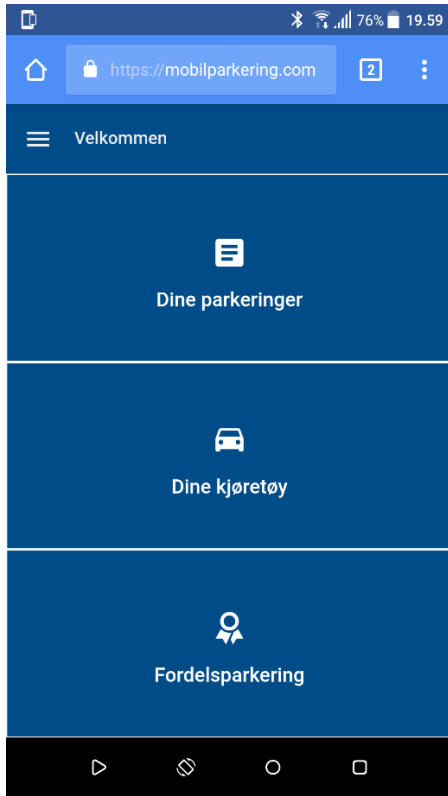 76% 19.59
https://mobilparkering.com 2
Velkommen
Dine parkeringer
Dine kjøretøy
Fordelsparkering